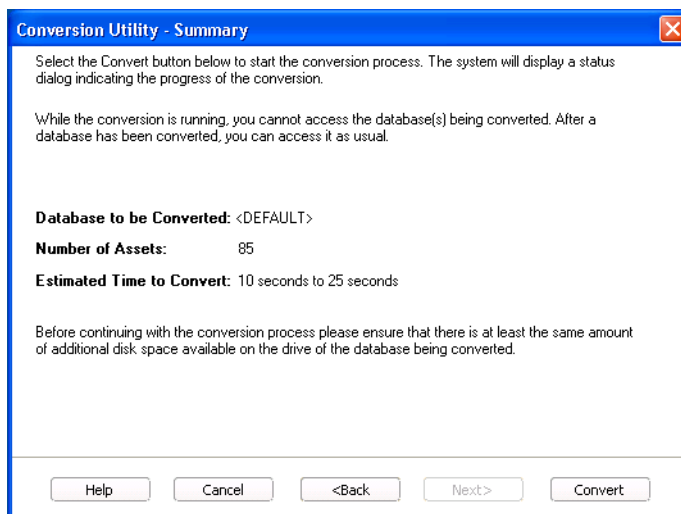 Conversion Utility - Summary
Select the Convert button below to start the conversion process. The system will display a status
dialog indicating the progress of the conversion.
While the conversion is running, you cannot access the database(s) being converted. After a
database has been converted, you can access it as usual.
Database to be Converted: <DEFAULT>
Number of Assets: 85
Estimated Time to Convert: 10 seconds to 25 seconds
Before continuing with the conversion process please ensure that there is at least the same amount
of additional disk space available on the drive of the database being converted.
Help Cancel <Back Next> Convert